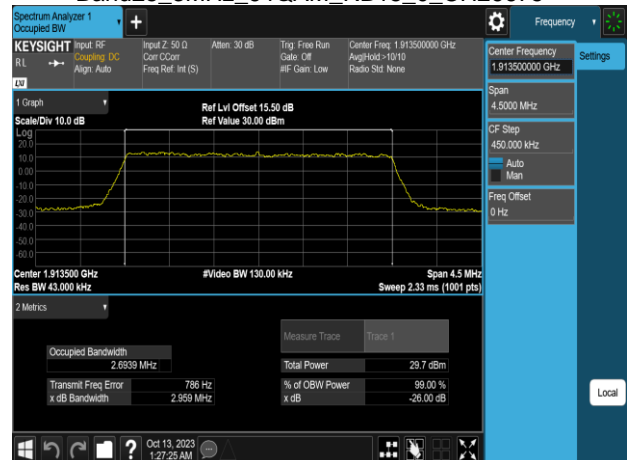 Spectrum Analyzer 1
Occupied BW
Frequency
KEYSIGHT
RL
Input: RF
Coupling: DC
Align: Auto
Input Z: 50 Ω
Corr CCorr
Freq Ref: Int (S)
Atten: 30 dB
Trig: Free Run
Gate: Off
#IF Gain: Low
Center Freq: 1.913500000 GHz
Avg|Hold:>10/10
Radio Std: None
LXI
Center Frequency
1.913500000 GHz
Settings
Span
4.5000 MHz
CF Step
450.000 kHz
Auto
Man
Freq Offset
0 Hz
1 Graph
Scale/Div 10.0 dB
Ref Lvl Offset 15.50 dB
Ref Value 30.00 dBm
Log
20.0
10.0
0.00
-10.0
-20.0
-30.0
-40.0
-50.0
-60.0
Center 1.913500 GHz
Res BW 43.000 kHz
#Video BW 130.00 kHz
Span 4.5 MHz
Sweep 2.33 ms (1001 pts)
2 Metrics
Measure Trace
Trace 1
Occupied Bandwidth
2.6939 MHz
Total Power
29.7 dBm
Transmit Freq Error
786 Hz
% of OBW Power
99.00 %
x dB Bandwidth
2.959 MHz
x dB
-26.00 dB
Local
Oct 13, 2023
1:27:25 AM